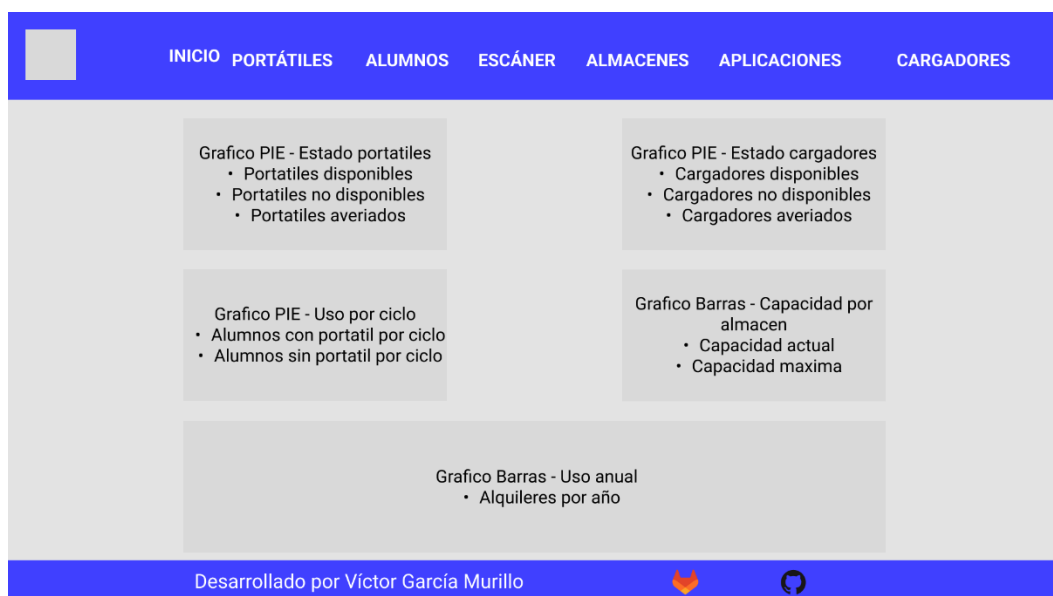 INICIO PORTÁTILES ALUMNOS ESCÁNER ALMACENES APLICACIONES CARGADORES
Grafico PIE - Estado portatiles
• Portatiles disponibles
• Portatiles no disponibles
• Portatiles averiados
Grafico PIE - Estado cargadores
• Cargadores disponibles
• Cargadores no disponibles
• Cargadores averiados
Grafico PIE - Uso por ciclo
• Alumnos con portatil por ciclo
• Alumnos sin portatil por ciclo
Grafico Barras - Capacidad por
almacen
• Capacidad actual
• Capacidad maxima
Grafico Barras - Uso anual
• Alquileres por año
Desarrollado por Víctor García Murillo